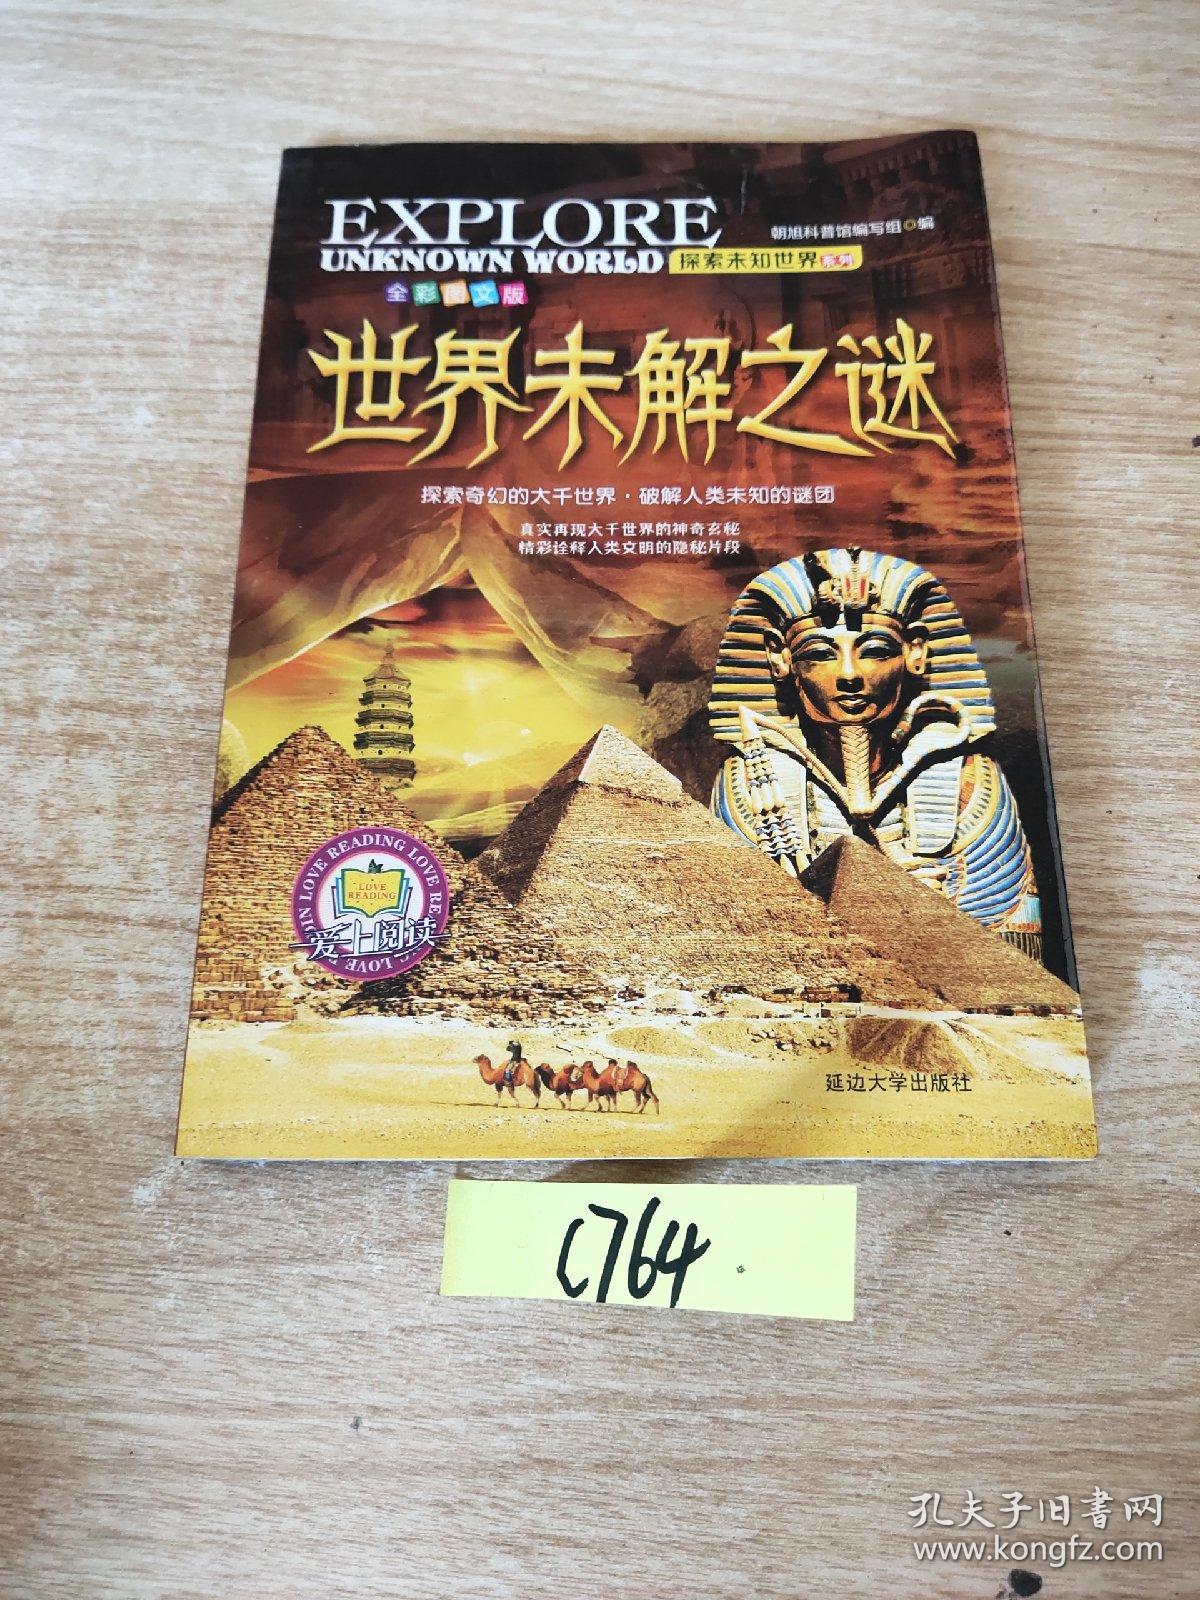 EXPLORE
朝旭科普馆编写组◎编
UNKNOWN WORLD 探索未知世界系列
全彩图文版
世界未解之谜
探索奇幻的大千世界·破解人类未知的谜团
真实再现大千世界的神奇玄秘
情彩诠释人类文明的隐秘片段
IN LOVE READING LOVE RE
LOVE
READING
爱上阅读
LOVE
延边大学出版社
C764
孔夫子旧书网
www.kongfz.com